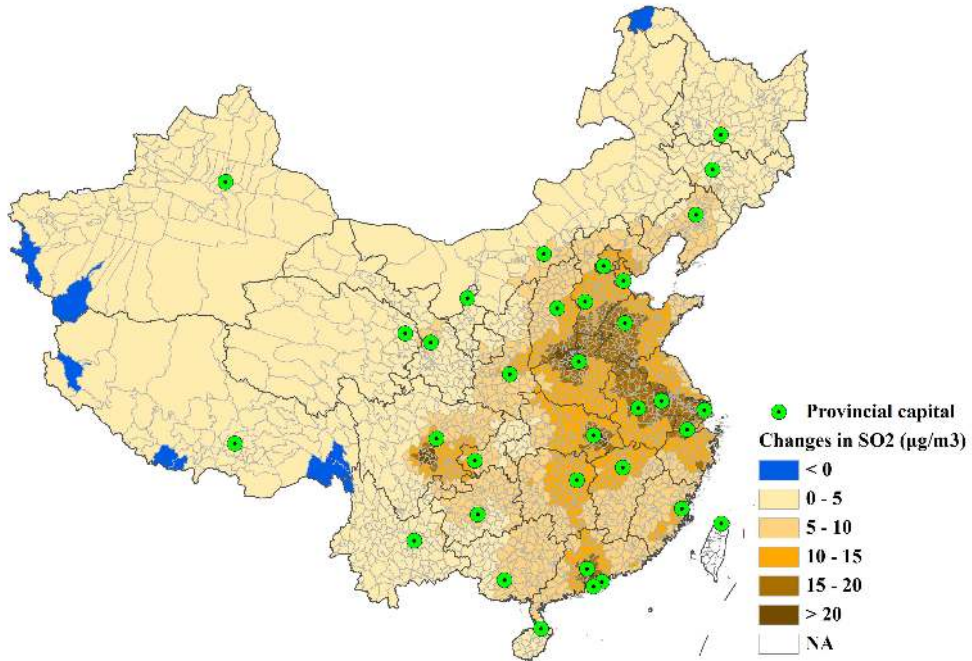 Provincial capital
Changes in SO2 (µg/m3)
< 0
0 - 5
5 - 10
10 - 15
15 - 20
> 20
NA